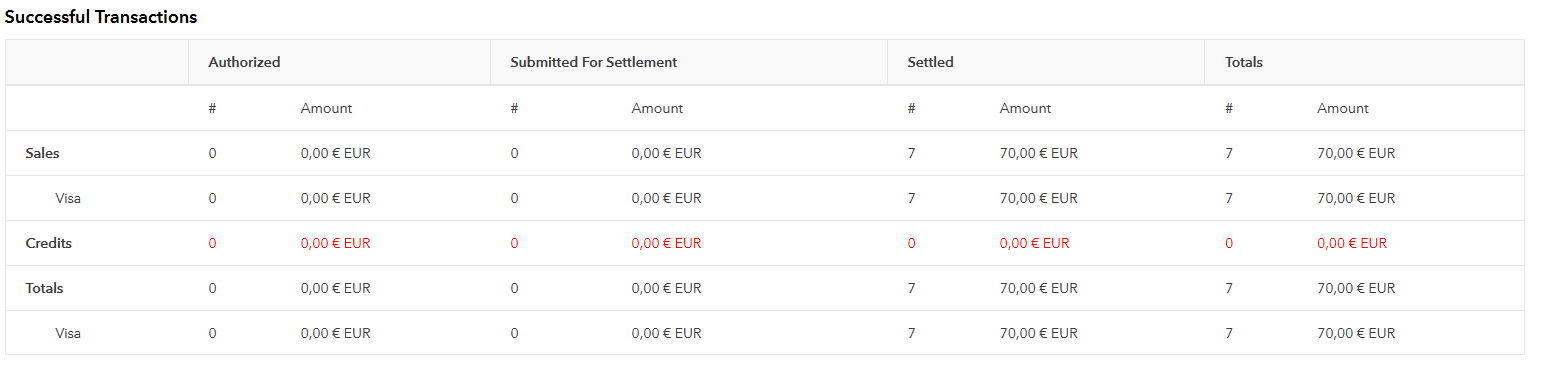 Successful Transactions
Authorized Submitted For Settlement Settled Totals
# Amount # Amount # Amount # Amount
Sales 0 0,00 € EUR 0 0,00 € EUR 7 70,00 € EUR 7 70,00 € EUR
Visa 0 0,00 € EUR 0 0,00 € EUR 7 70,00 € EUR 7 70,00 € EUR
Credits 0 0,00 € EUR 0 0,00 € EUR 0 0,00 € EUR 0 0,00 € EUR
Totals 0 0,00 € EUR 0 0,00 € EUR 7 70,00 € EUR 7 70,00 € EUR
Visa 0 0,00 € EUR 0 0,00 € EUR 7 70,00 € EUR 7 70,00 € EUR